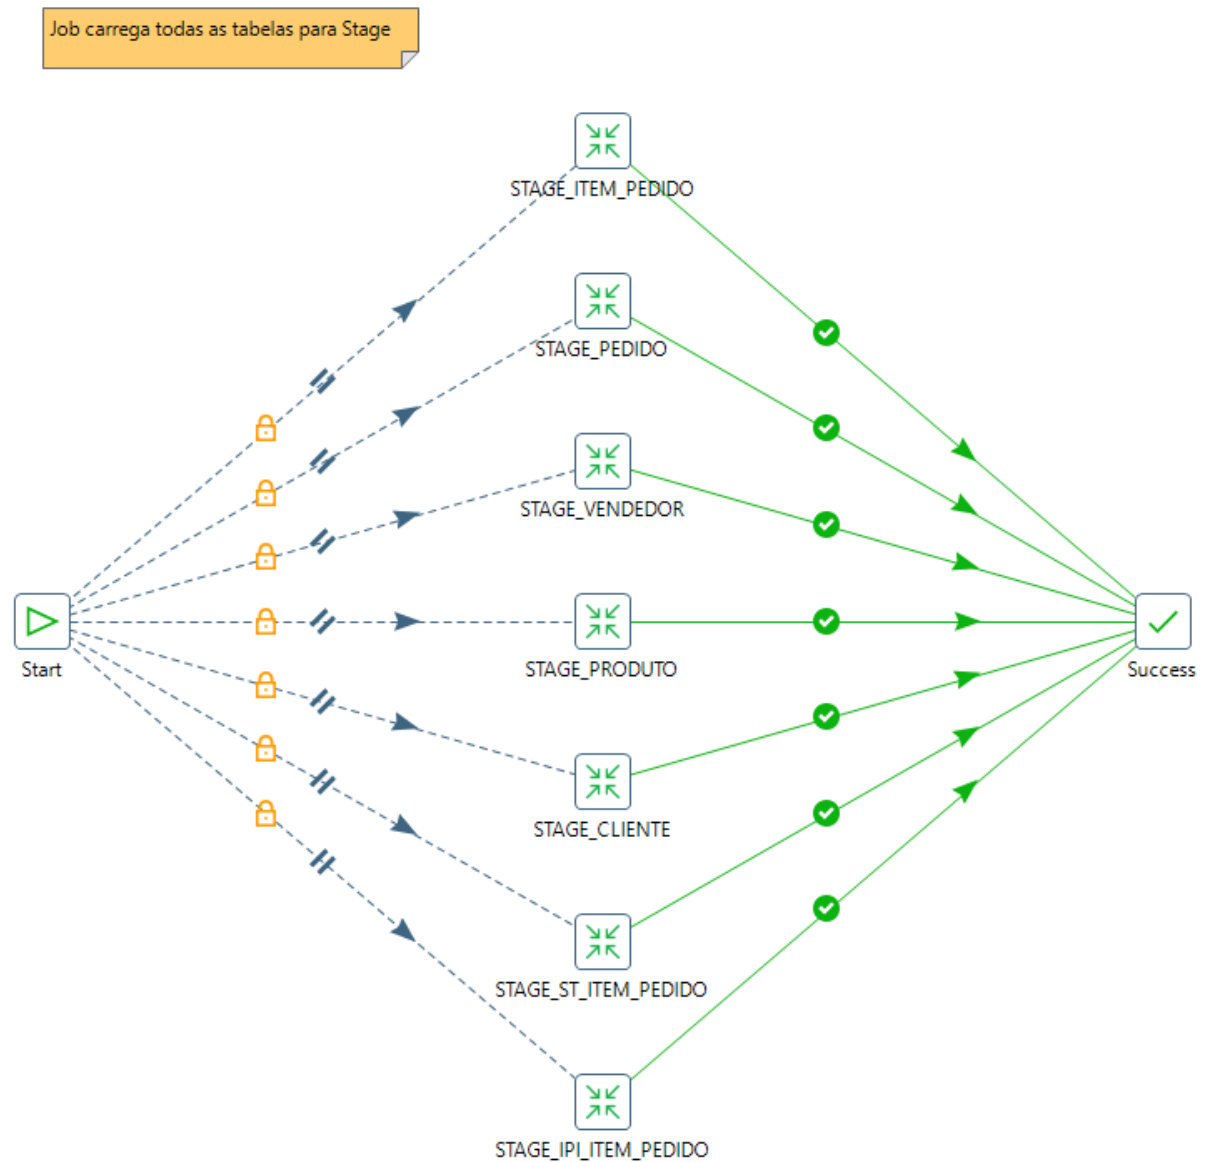 Job carrega todas as tabelas para Stage
STAGE_ITEM_PEDIDO
STAGE_PEDIDO
STAGE_VENDEDOR
Start
STAGE_PRODUTO
Success
STAGE_CLIENTE
STAGE_ST_ITEM_PEDIDO
STAGE_IPI_ITEM_PEDIDO